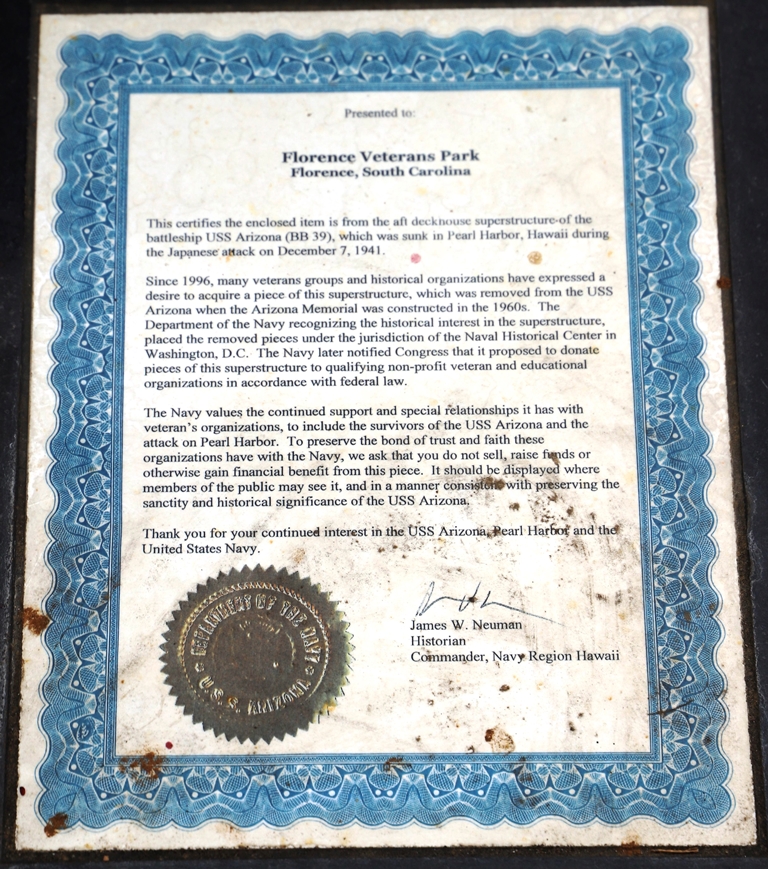 Presented to:
Florence Veterans Park
Florence, South Carolina
This certifies the enclosed item is from the aft deckhouse superstructure of the
battleship USS Arizona (BB 39), which was sunk in Pearl Harbor, Hawaii during
the Japanese attack on December 7, 1941.
Since 1996, many veterans groups and historical organizations have expressed a
desire to acquire a piece of this superstructure, which was removed from the USS
Arizona when the Arizona Memorial was constructed in the 1960s. The
Department of the Navy recognizing the historical interest in the superstructure,
placed the removed pieces under the jurisdiction of the Naval Historical Center in
Washington, D.C. The Navy later notified Congress that it proposed to donate
pieces of this superstructure to qualifying non-profit veteran and educational
organizations in accordance with federal law.
The Navy values the continued support and special relationships it has with
veteran's organizations, to include the survivors of the USS Arizona and the
attack on Pearl Harbor. To preserve the bond of trust and faith these
organizations have with the Navy, we ask that you do not sell, raise funds or
otherwise gain financial benefit from this piece. It should be displayed where
members of the public may see it, and in a manner consistent with preserving the
sanctity and historical significance of the USS Arizona.
Thank you for your continued interest in the USS Arizona, Pearl Harbor and the
United States Navy.
DEPARTMENT OF THE NAVY
U.S.S. ARIZONA
James W. Neuman
Historian
Commander, Navy Region Hawaii